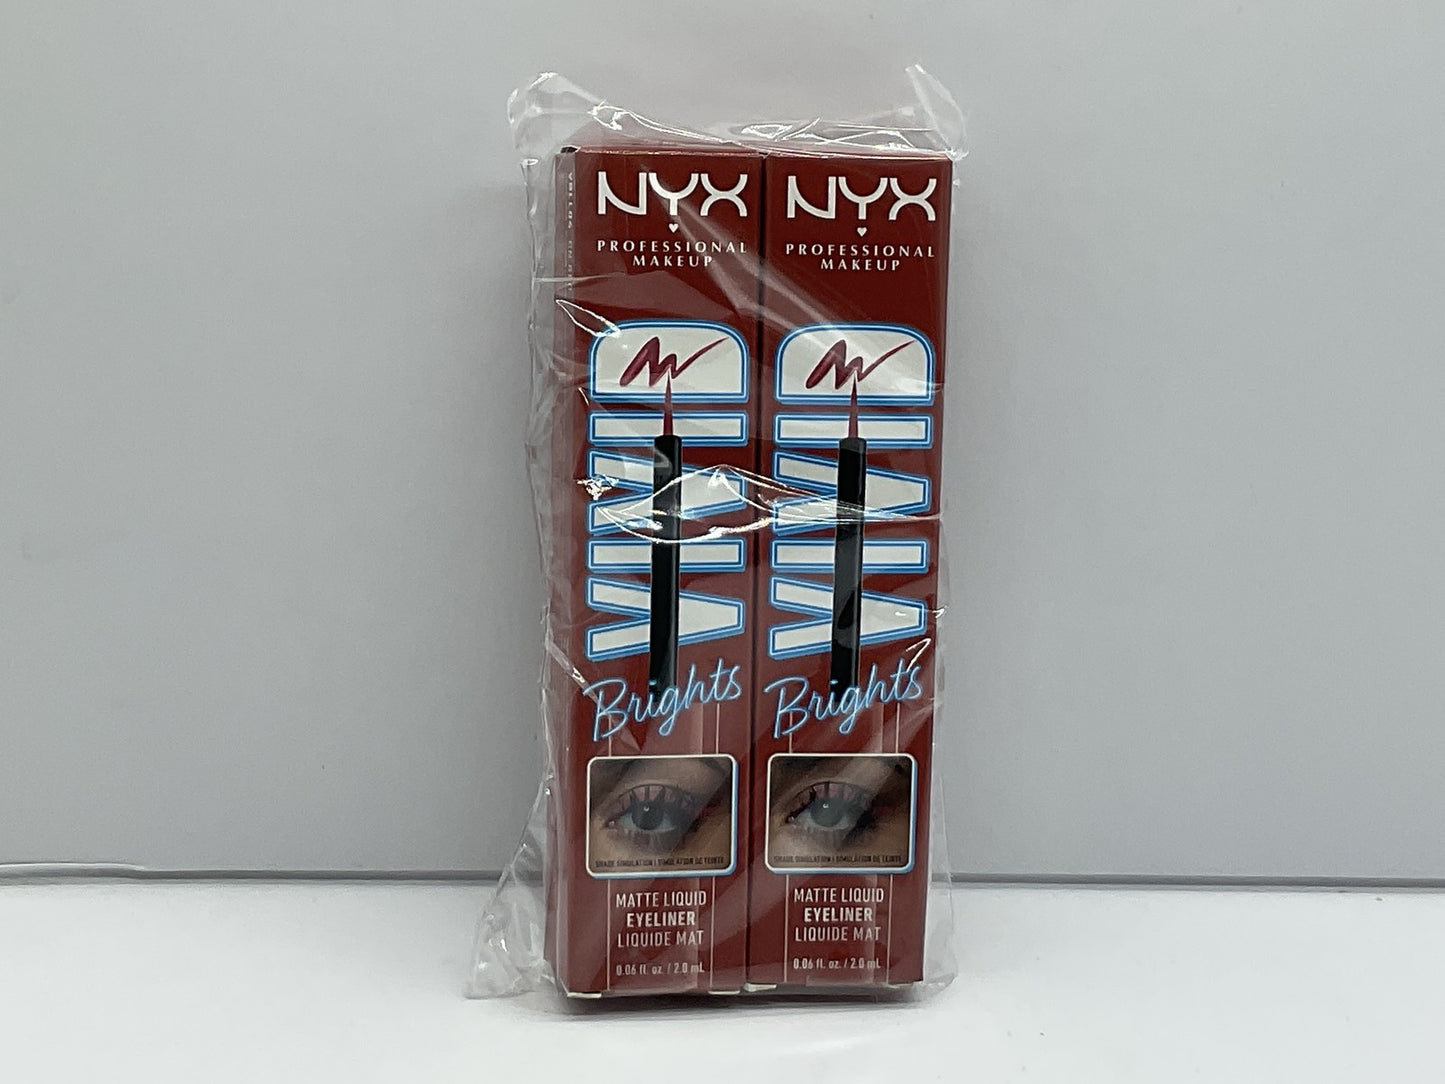 NYX
PROFESSIONAL
MAKEUP
VIVID
Brights
SHADE SIMULATION | SIMULATION DE TEINTE
MATTE LIQUID
EYELINER
LIQUIDE MAT
0.06 fl. oz. / 2.0 mL
NYX
PROFESSIONAL
MAKEUP
VIVID
Brights
SHADE SIMULATION | SIMULATION DE TEINTE
MATTE LIQUID
EYELINER
LIQUIDE MAT
0.06 fl. oz. / 2.0 mL